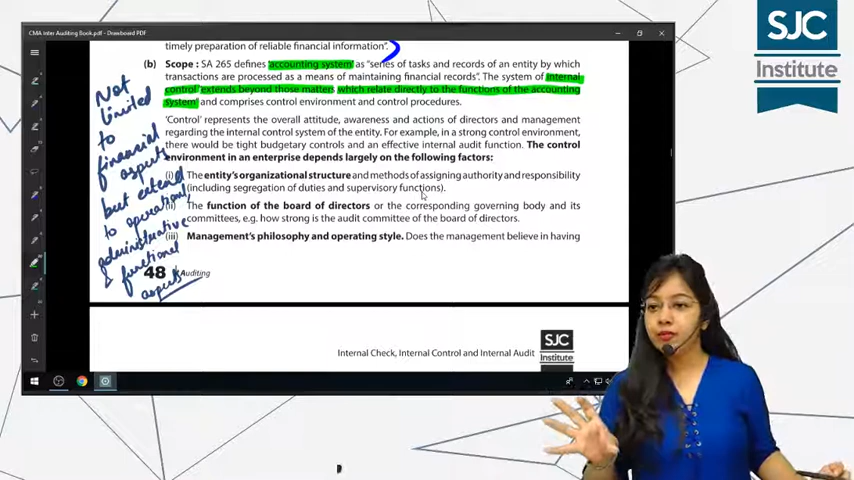 CMA Inter Auditing Book.pdf - Drawboard PDF
SJC
Institute
timely preparation of reliable financial information".
(b) Scope : SA 265 defines 'accounting system' as "series of tasks and records of an entity by which
transactions are processed as a means of maintaining financial records". The system of 'internal
control' extends beyond those matters which relate directly to the functions of the accounting
system' and comprises control environment and control procedures.
'Control' represents the overall attitude, awareness and actions of directors and management
regarding the internal control system of the entity. For example, in a strong control environment,
there would be tight budgetary controls and an effective internal audit function. The control
environment in an enterprise depends largely on the following factors:
(i) The entity's organizational structure and methods of assigning authority and responsibility
(including segregation of duties and supervisory functions).
(ii) The function of the board of directors or the corresponding governing body and its
committees, e.g. how strong is the audit committee of the board of directors.
(iii) Management's philosophy and operating style. Does the management believe in having
Not
limited
to
financial
aspects
but extend
to operational,
administrative
& functional
aspects
48 Auditing
Internal Check, Internal Control and Internal Audit
SJC
Institute